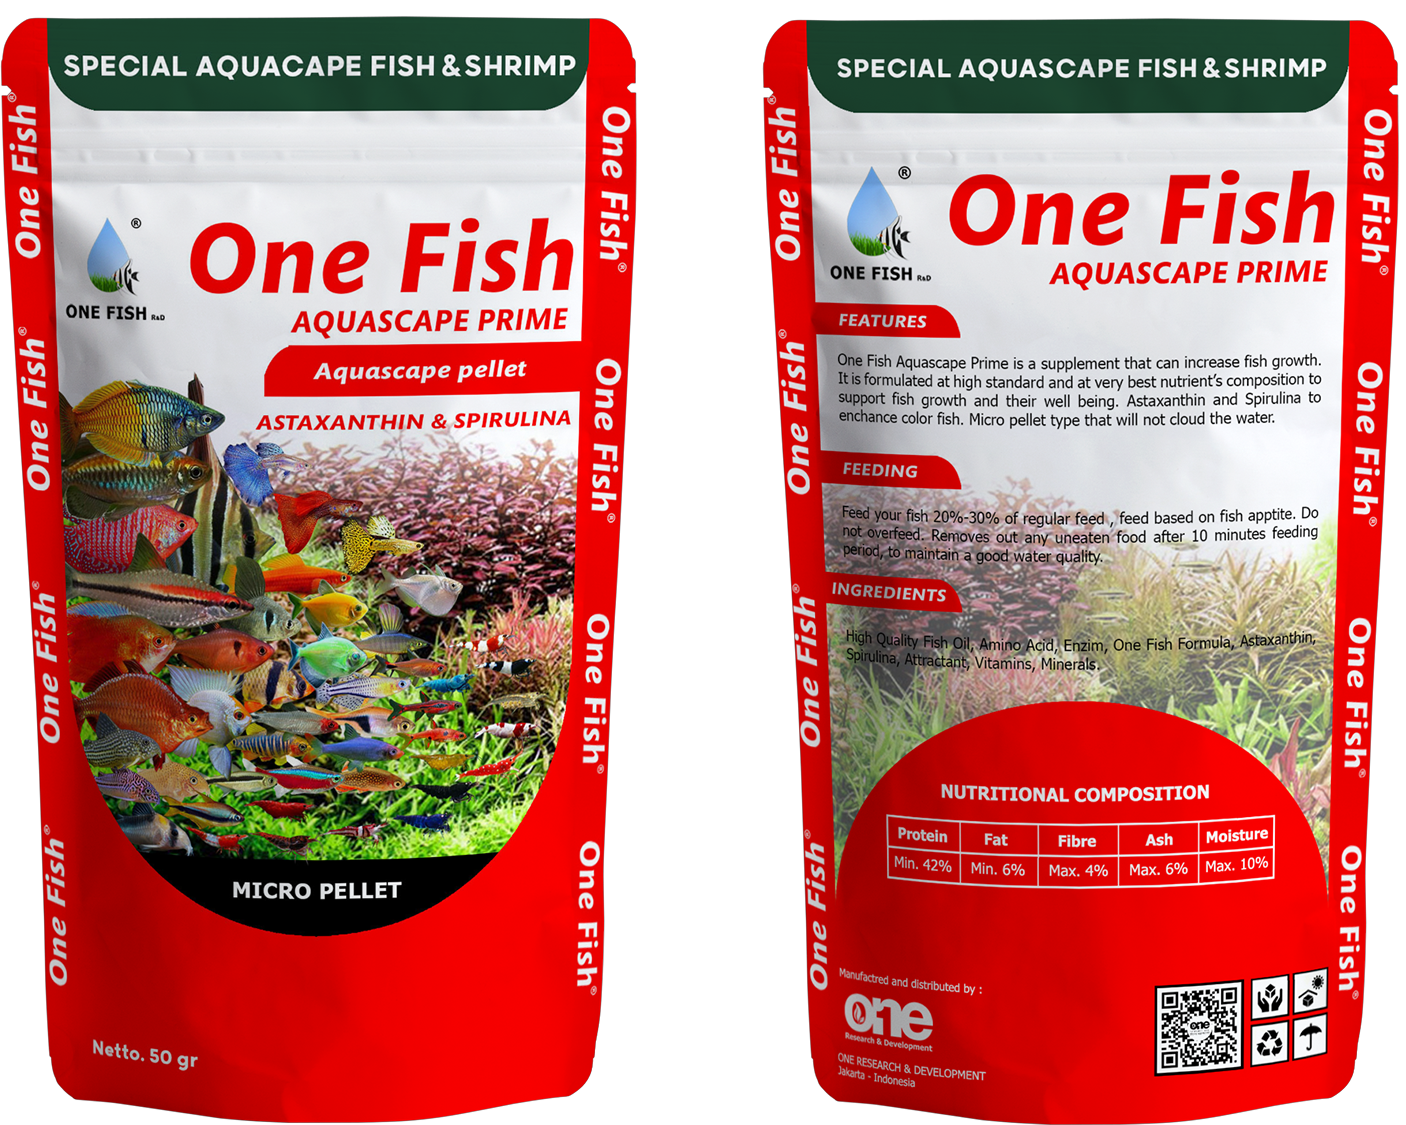 SPECIAL AQUACAPE FISH & SHRIMP
One Fish®
One Fish®
One Fish®
One Fish®
One Fish®
One Fish®
One Fish®
One Fish®
®
ONE FISH R&D
One Fish
AQUASCAPE PRIME
Aquascape pellet
ASTAXANTHIN & SPIRULINA
MICRO PELLET
Netto. 50 gr
SPECIAL AQUASCAPE FISH & SHRIMP
One Fish®
One Fish®
One Fish®
One Fish®
One Fish®
One Fish®
One Fish®
One Fish®
®
ONE FISH R&D
One Fish
AQUASCAPE PRIME
FEATURES
One Fish Aquascape Prime is a supplement that can increase fish growth.
It is formulated at high standard and at very best nutrient's composition to
support fish growth and their well being. Astaxanthin and Spirulina to
enchance color fish. Micro pellet type that will not cloud the water.
FEEDING
Feed your fish 20%-30% of regular feed , feed based on fish apptite. Do
not overfeed. Removes out any uneaten food after 10 minutes feeding
period, to maintain a good water quality.
INGREDIENTS
High Quality Fish Oil, Amino Acid, Enzim, One Fish Formula, Astaxanthin,
Spirulina, Attractant, Vitamins, Minerals.
NUTRITIONAL COMPOSITION
Protein Fat Fibre Ash Moisture
Min. 42% Min. 6% Max. 4% Max. 6% Max. 10%
Manufactred and distributed by :
one
Research & Development
ONE RESEARCH & DEVELOPMENT
Jakarta - Indonesia
one